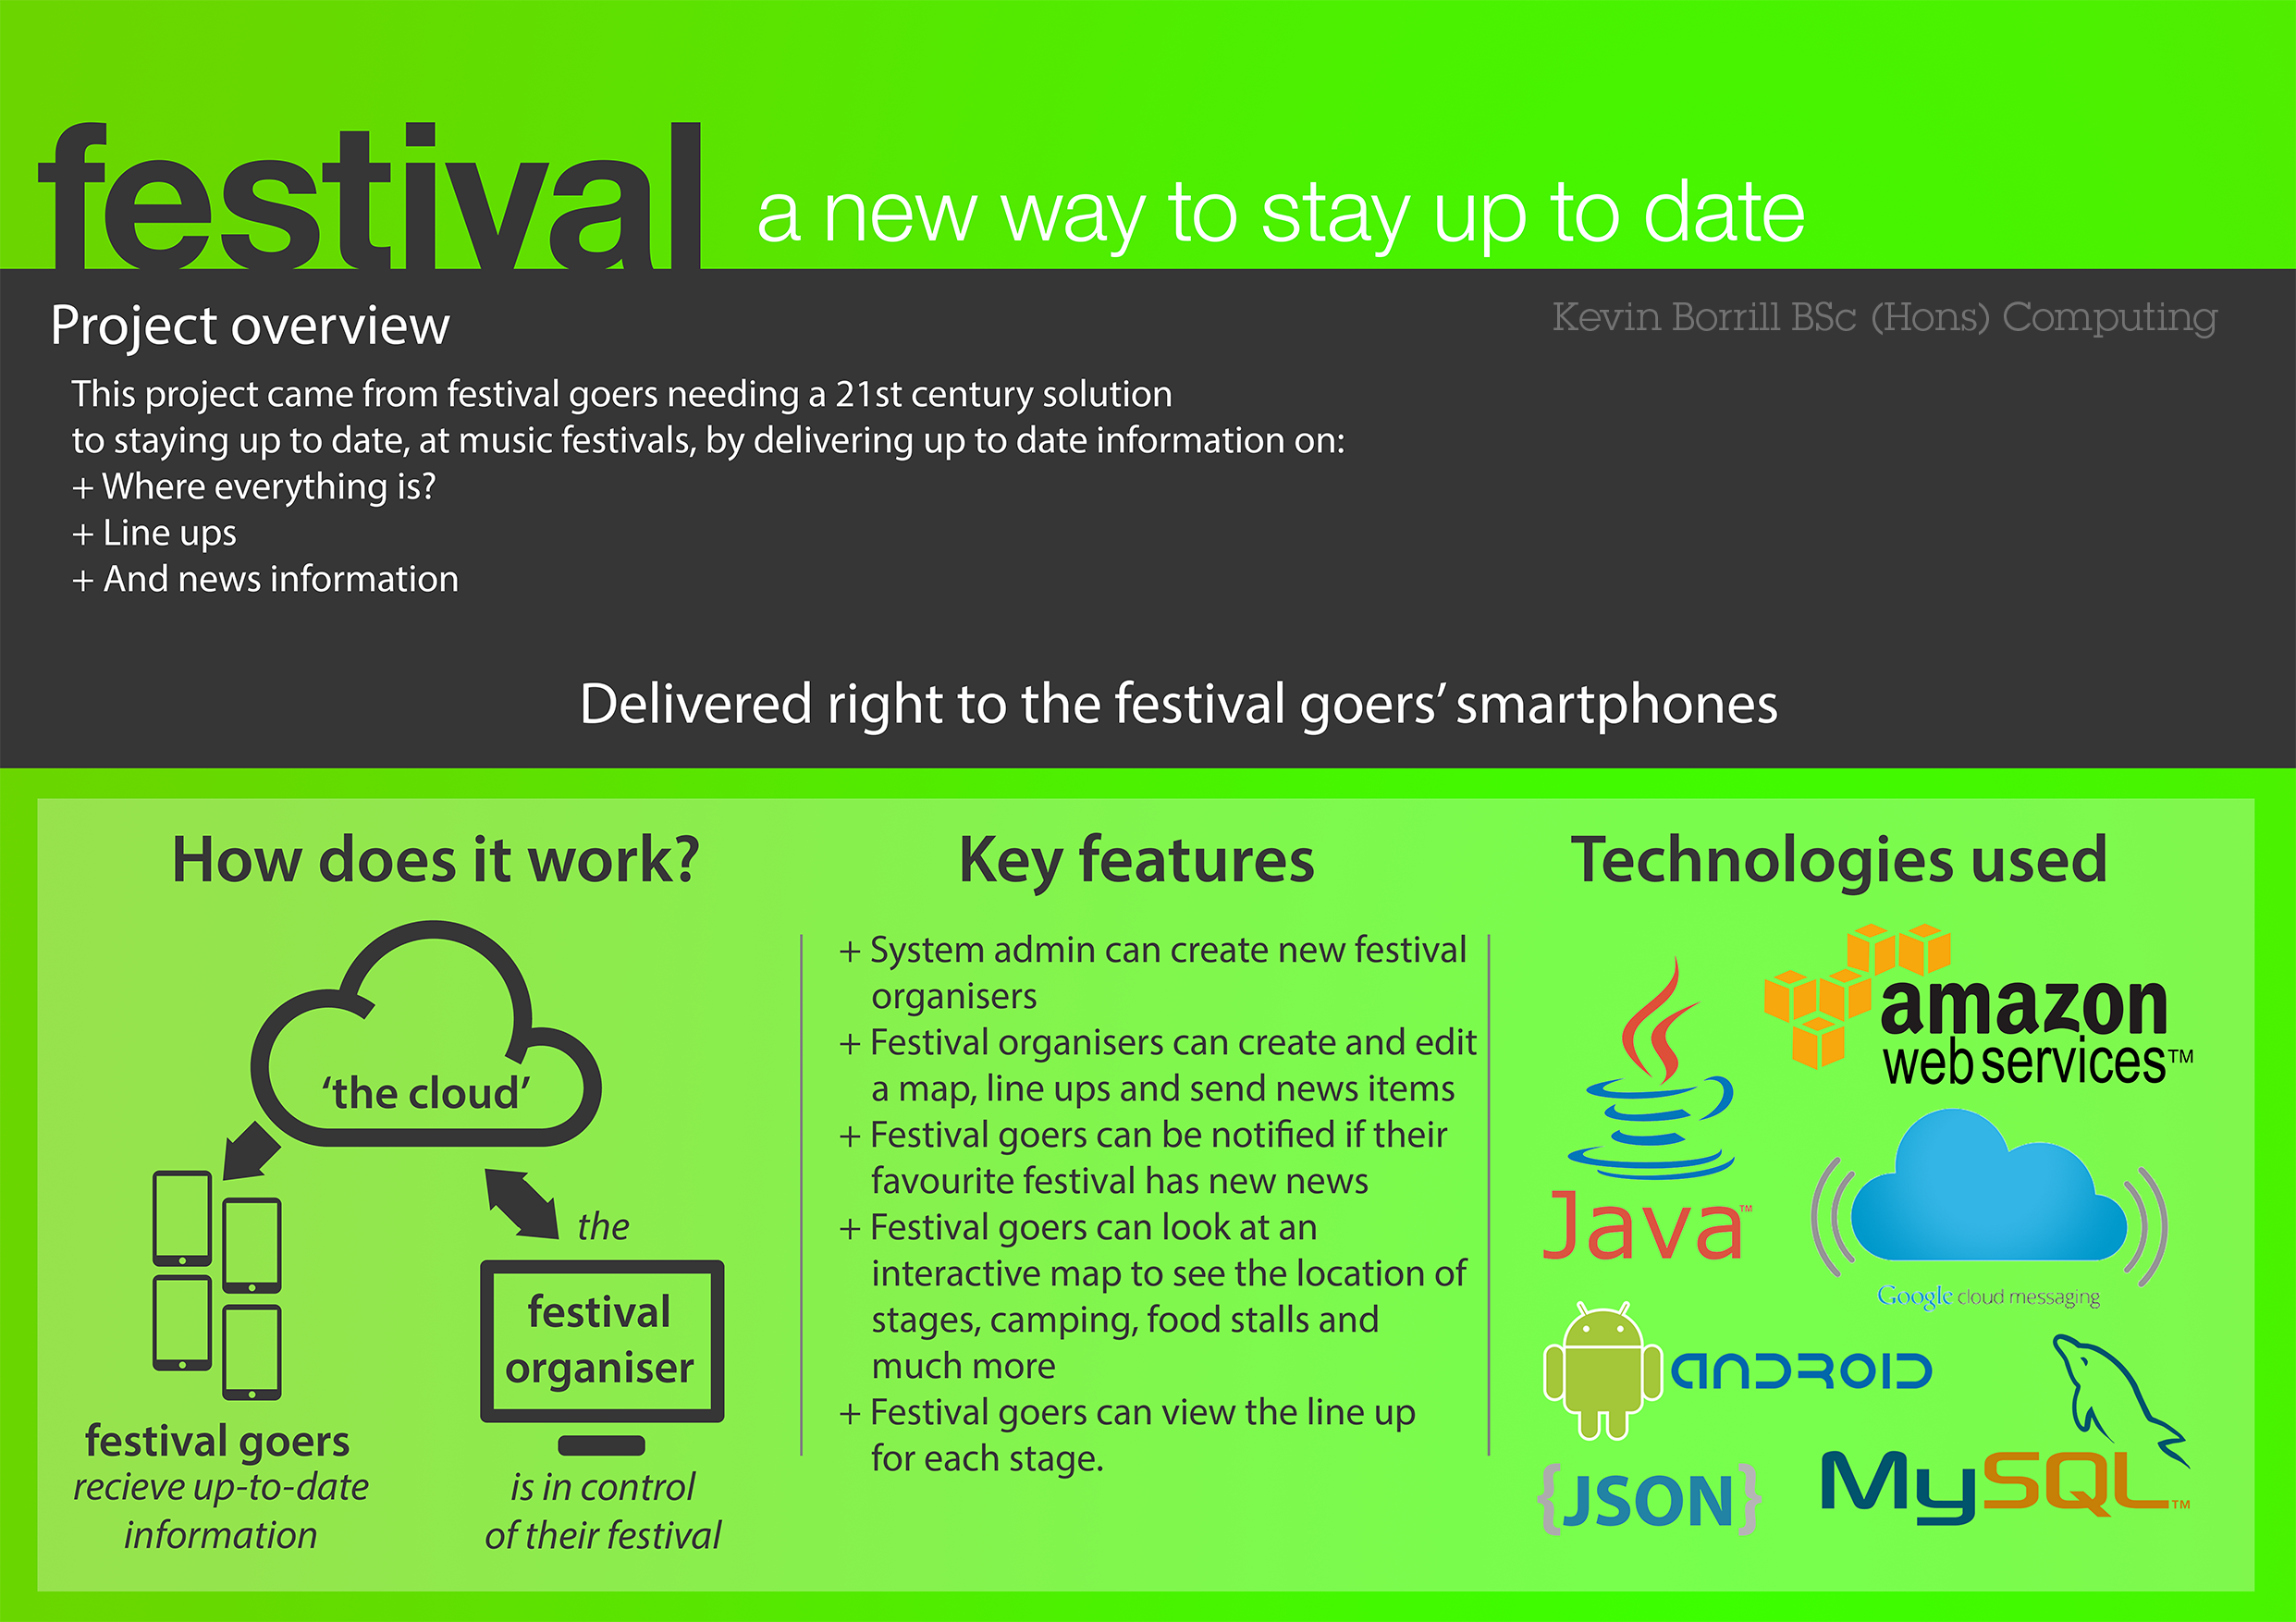 festival a new way to stay up to date
Project overview
Kevin Borrill BSc (Hons) Computing
This project came from festival goers needing a 21st century solution
to staying up to date, at music festivals, by delivering up to date information on:
+ Where everything is?
+ Line ups
+ And news information
Delivered right to the festival goers’ smartphones
How does it work?
‘the cloud’
the
festival
organiser
festival goers
recieve up-to-date
information
is in control
of their festival
Key features
+ System admin can create new festival
organisers
+ Festival organisers can create and edit
a map, line ups and send news items
+ Festival goers can be notified if their
favourite festival has new news
+ Festival goers can look at an
interactive map to see the location of
stages, camping, food stalls and
much more
+ Festival goers can view the line up
for each stage.
Technologies used
amazon
web services™
Java™
Google cloud messaging
ANDROID
{JSON}
MySQL™